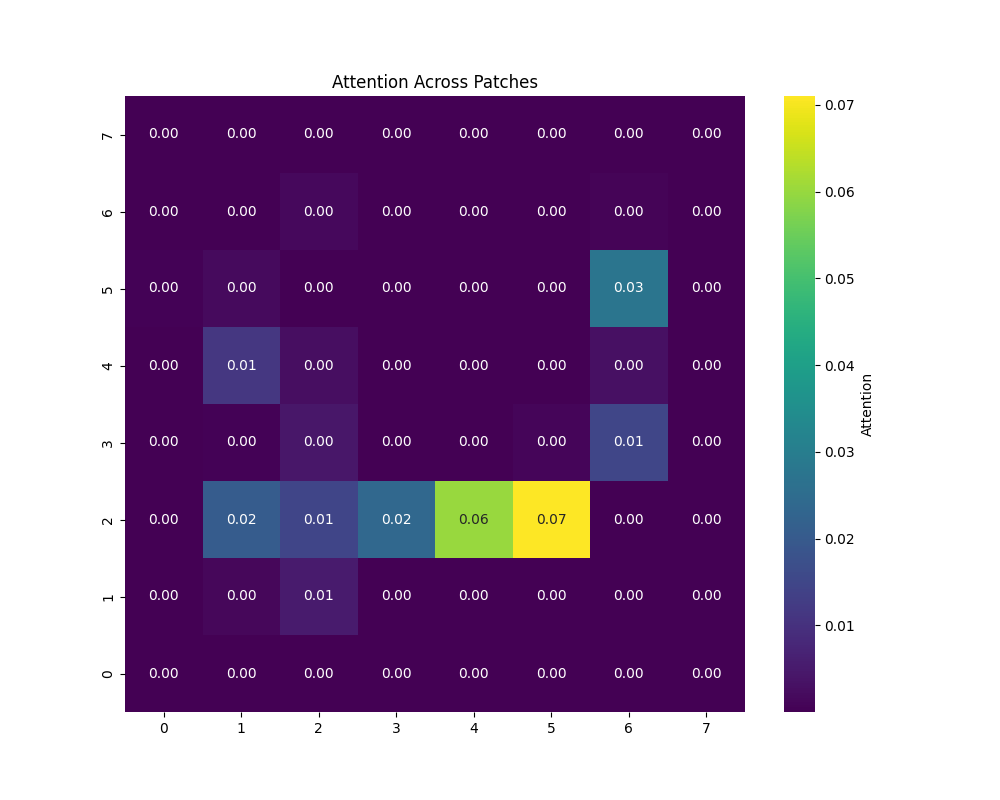 Attention Across Patches
7 0.00 0.00 0.00 0.00 0.00 0.00 0.00 0.00
6 0.00 0.00 0.00 0.00 0.00 0.00 0.00 0.00
5 0.00 0.00 0.00 0.00 0.00 0.00 0.03 0.00
4 0.00 0.01 0.00 0.00 0.00 0.00 0.00 0.00
3 0.00 0.00 0.00 0.00 0.00 0.00 0.01 0.00
2 0.00 0.02 0.01 0.02 0.06 0.07 0.00 0.00
1 0.00 0.00 0.01 0.00 0.00 0.00 0.00 0.00
0 0.00 0.00 0.00 0.00 0.00 0.00 0.00 0.00
0 1 2 3 4 5 6 7
0.07
0.06
0.05
0.04
0.03
0.02
0.01
Attention